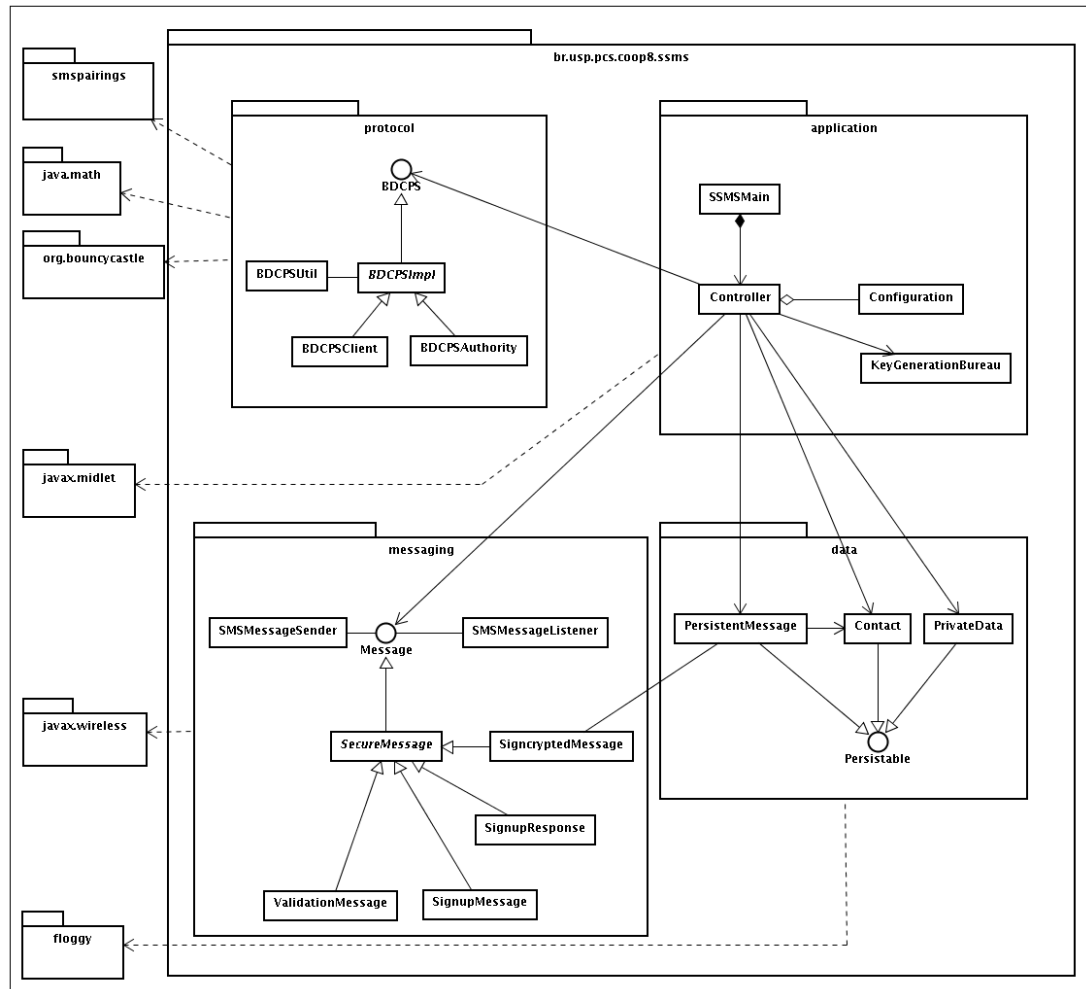 br.usp.pcs.coop8.ssms
smspairings
protocol
application
java.math
BDCPS
SSMSMain
org.bouncycastle
BDCPSUtil
BDCPSImpl
Controller
Configuration
BDCPSClient
BDCPSAuthority
KeyGenerationBureau
javax.midlet
messaging
data
SMSMessageSender
SMSMessageListener
Message
PersistentMessage
Contact
PrivateData
javax.wireless
SecureMessage
SigncryptedMessage
Persistable
SignupResponse
ValidationMessage
SignupMessage
floggy